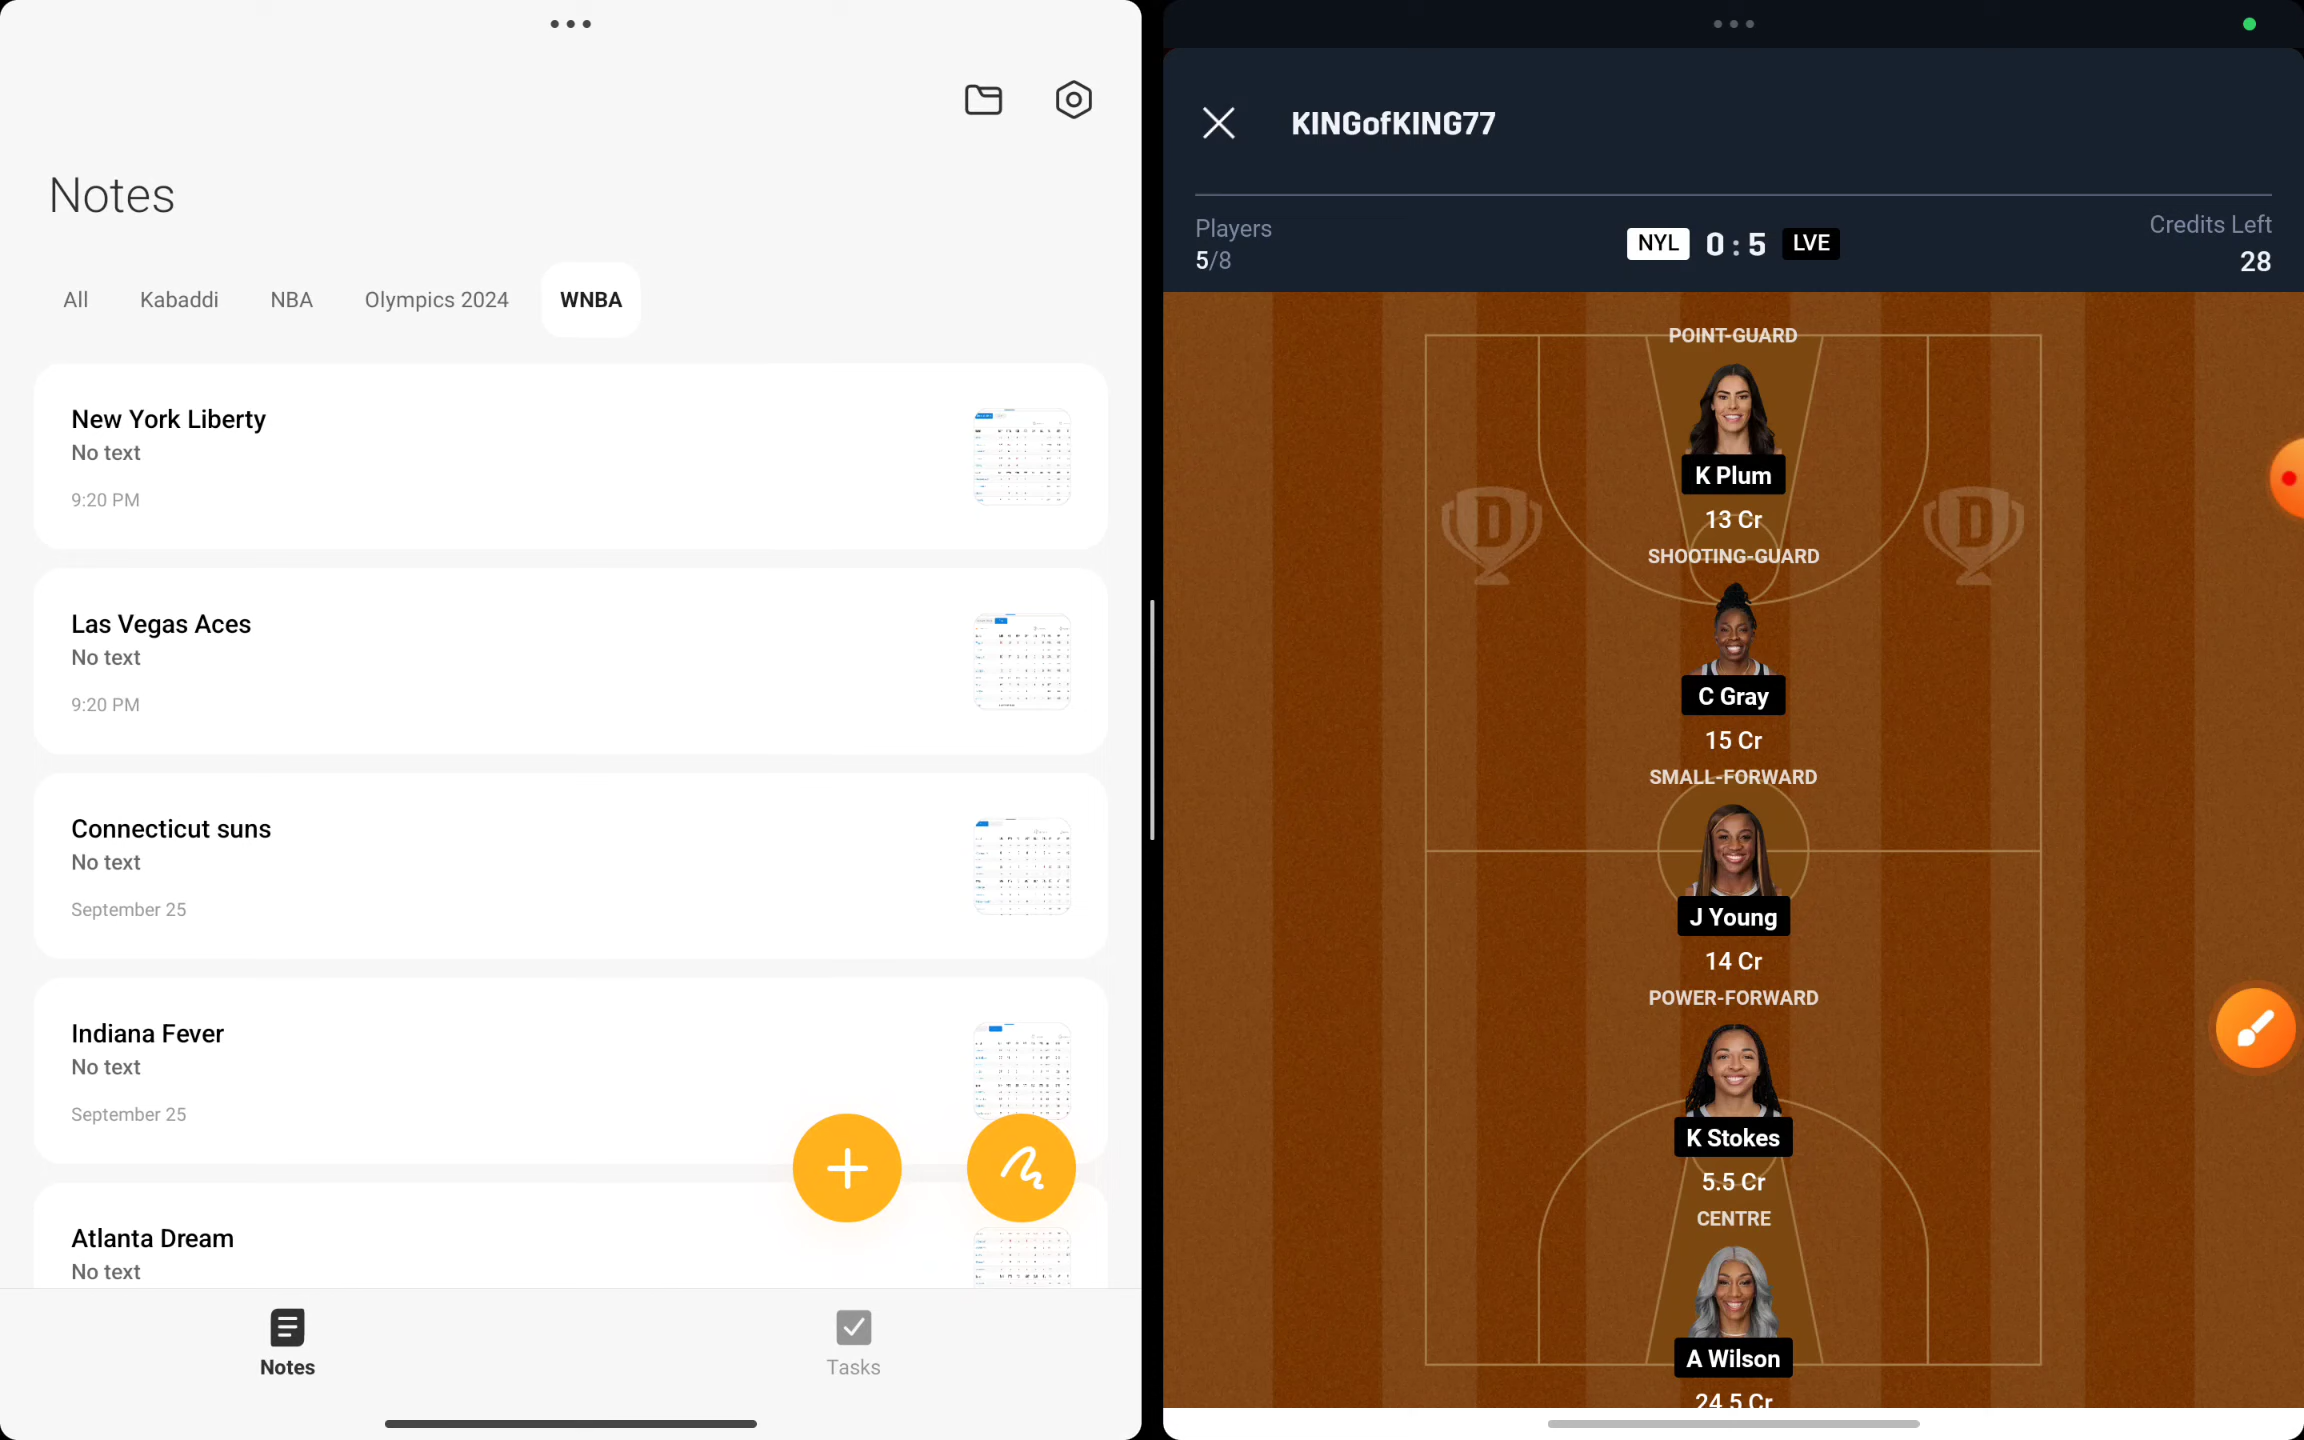 Notes
All
Kabaddi
NBA
Olympics 2024
WNBA
New York Liberty
No text
9:20 PM
Las Vegas Aces
No text
9:20 PM
Connecticut suns
No text
September 25
Indiana Fever
No text
September 25
Atlanta Dream
No text
Notes
Tasks
KINGofKING77
Players
5/8
NYL 0 : 5 LVE
Credits Left
28
POINT-GUARD
K Plum
13 Cr
SHOOTING-GUARD
D
D
C Gray
15 Cr
SMALL-FORWARD
J Young
14 Cr
POWER-FORWARD
K Stokes
5.5 Cr
CENTRE
A Wilson
24.5 Cr